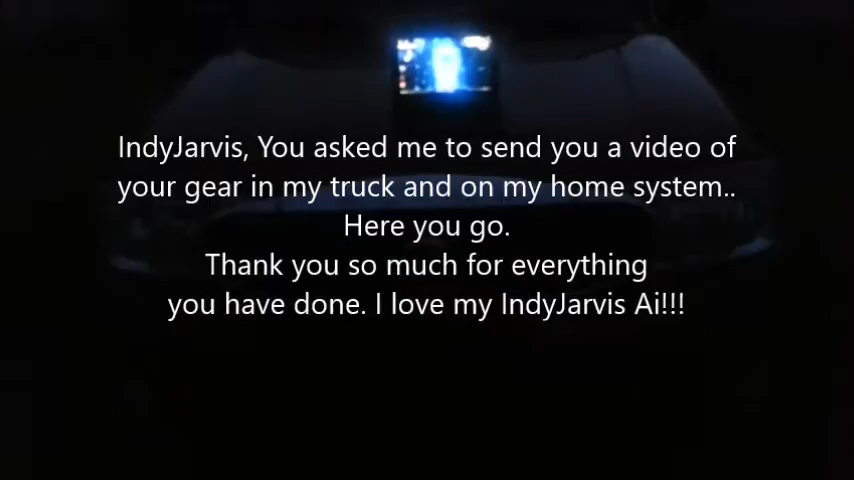 IndyJarvis, You asked me to send you a video of
your gear in my truck and on my home system..
Here you go.
Thank you so much for everything
you have done. I love my IndyJarvis Ai!!!